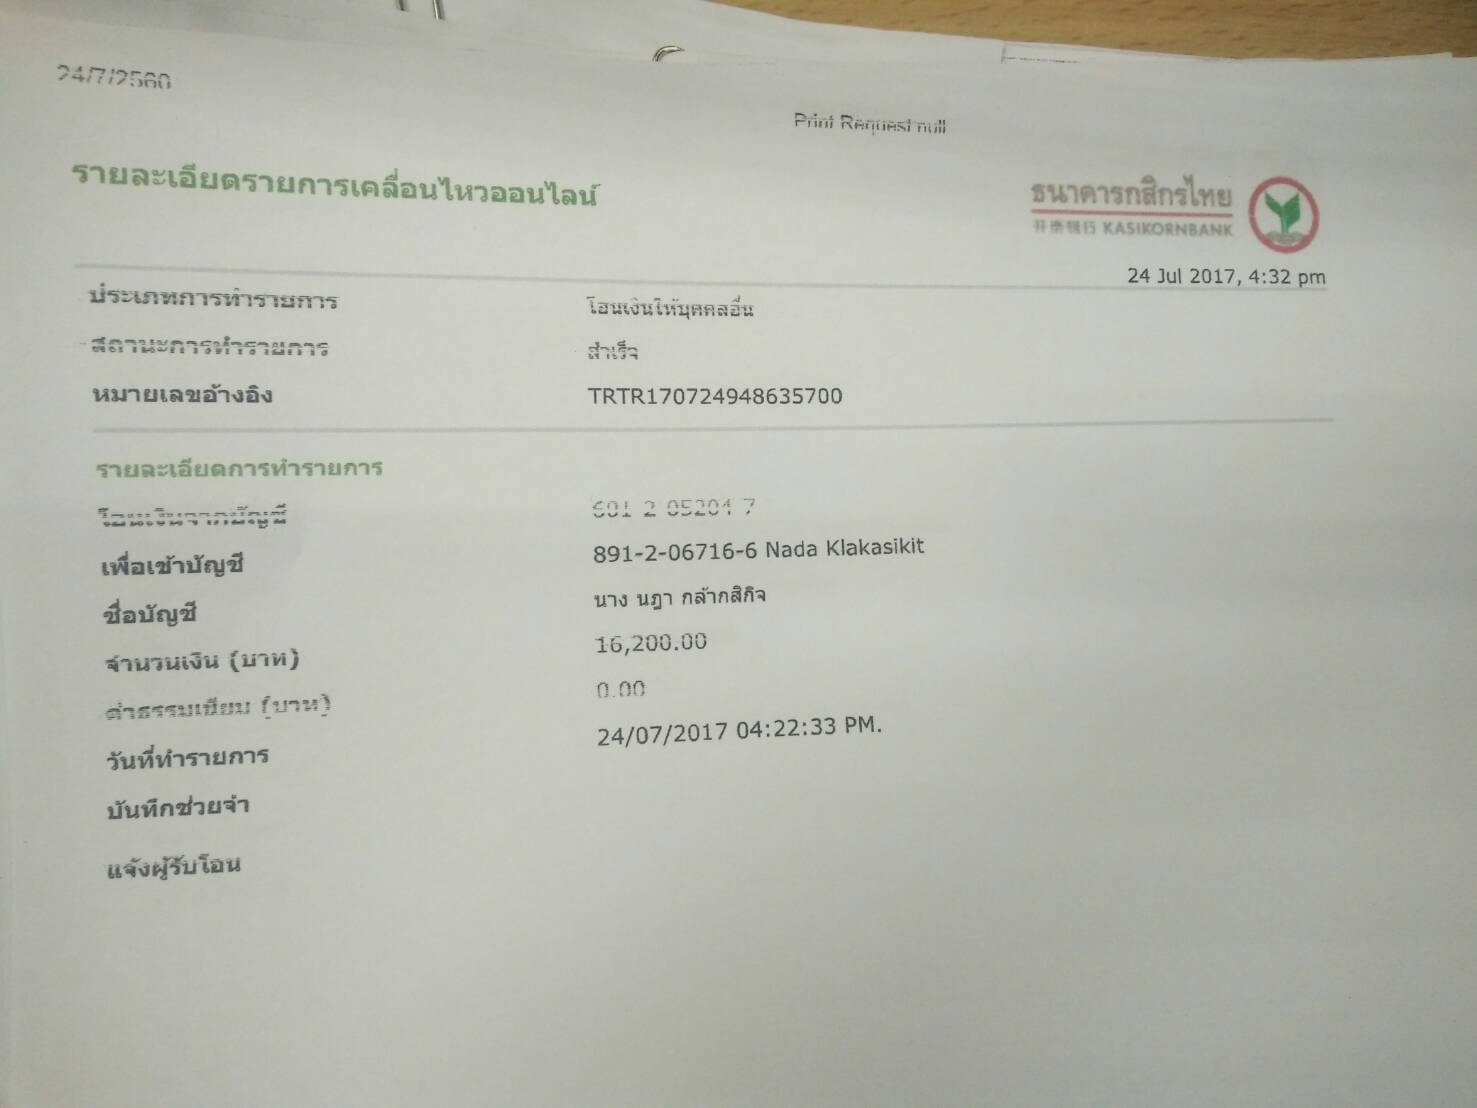 24/7/2560
Print Request null
รายละเอียดรายการเคลื่อนไหวออนไลน์
ธนาคารกสิกรไทย
开泰银行 KASIKORNBANK
24 Jul 2017, 4:32 pm
ประเภทการทำรายการ โอนเงินให้บุคคลอื่น
สถานะการทำรายการ สำเร็จ
หมายเลขอ้างอิง TRTR170724948635700
รายละเอียดการทำรายการ
โอนเงินจากบัญชี 601-2-05204-7
เพื่อเข้าบัญชี 891-2-06716-6 Nada Klakasikit
ชื่อบัญชี นาง นฎา กล้ากสิกิจ
จำนวนเงิน (บาท) 16,200.00
ค่าธรรมเนียม (บาท) 0.00
วันที่ทำรายการ 24/07/2017 04:22:33 PM.
บันทึกช่วยจำ
แจ้งผู้รับโอน